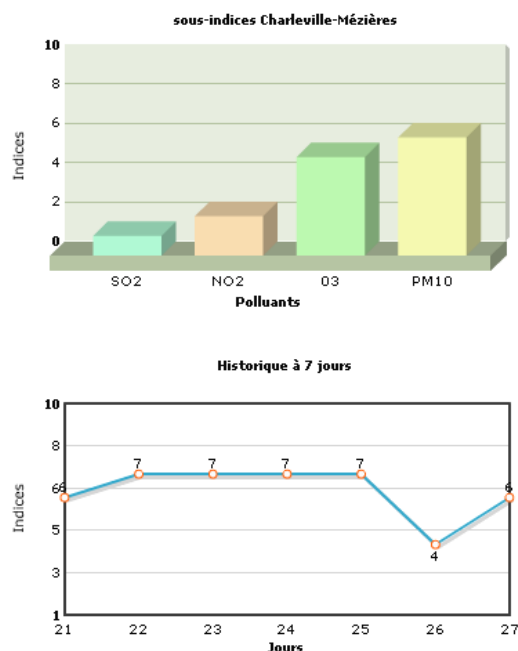 sous-indices Charleville-Mézières
10
8
6
4
2
0
Indices
SO2 NO2 03 PM10
Polluants
Historique à 7 jours
10
8
6
5
3
1
Indices
6 7 7 7 7 4 6
21 22 23 24 25 26 27
Jours